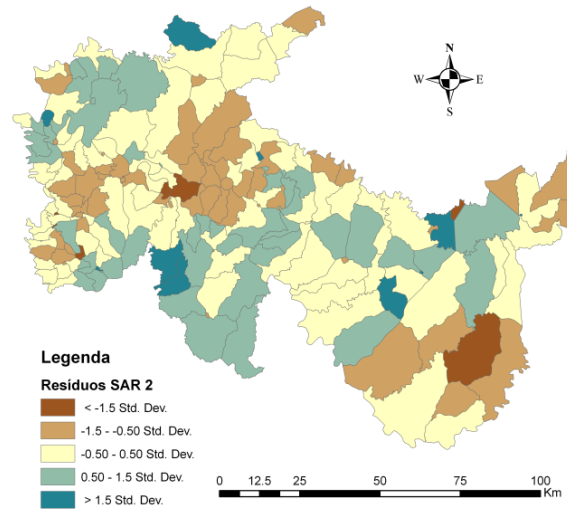 N
W E
S
Legenda
Resíduos SAR 2
< -1.5 Std. Dev.
-1.5 - -0.50 Std. Dev.
-0.50 - 0.50 Std. Dev.
0.50 - 1.5 Std. Dev.
> 1.5 Std. Dev.
0 12.5 25 50 75 100
Km